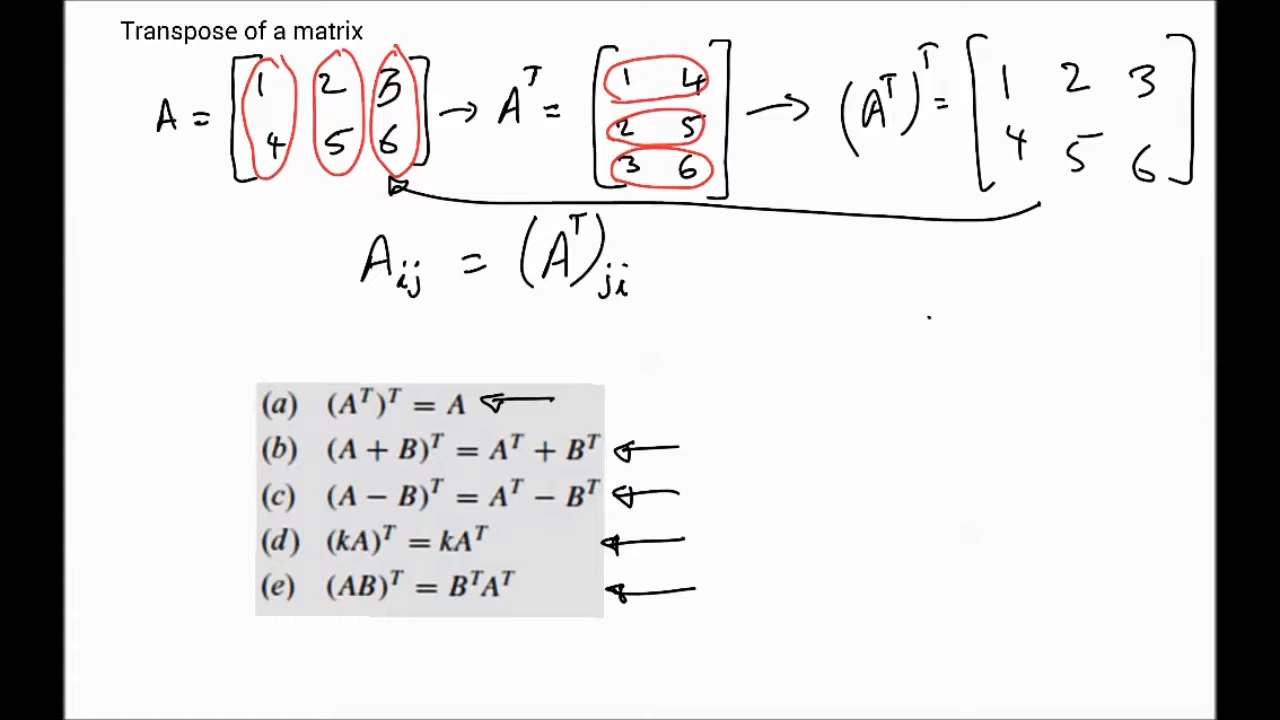 Transpose of a matrix
A = [1 2 3 → A^T = [1 4 → (A^T)^T = [1 2 3
4 5 6] 2 5 4 5 6]
3 6]
A_ij = (A^T)_ji
(a) (A^T)^T = A
(b) (A + B)^T = A^T + B^T
(c) (A − B)^T = A^T − B^T
(d) (kA)^T = kA^T
(e) (AB)^T = B^T A^T